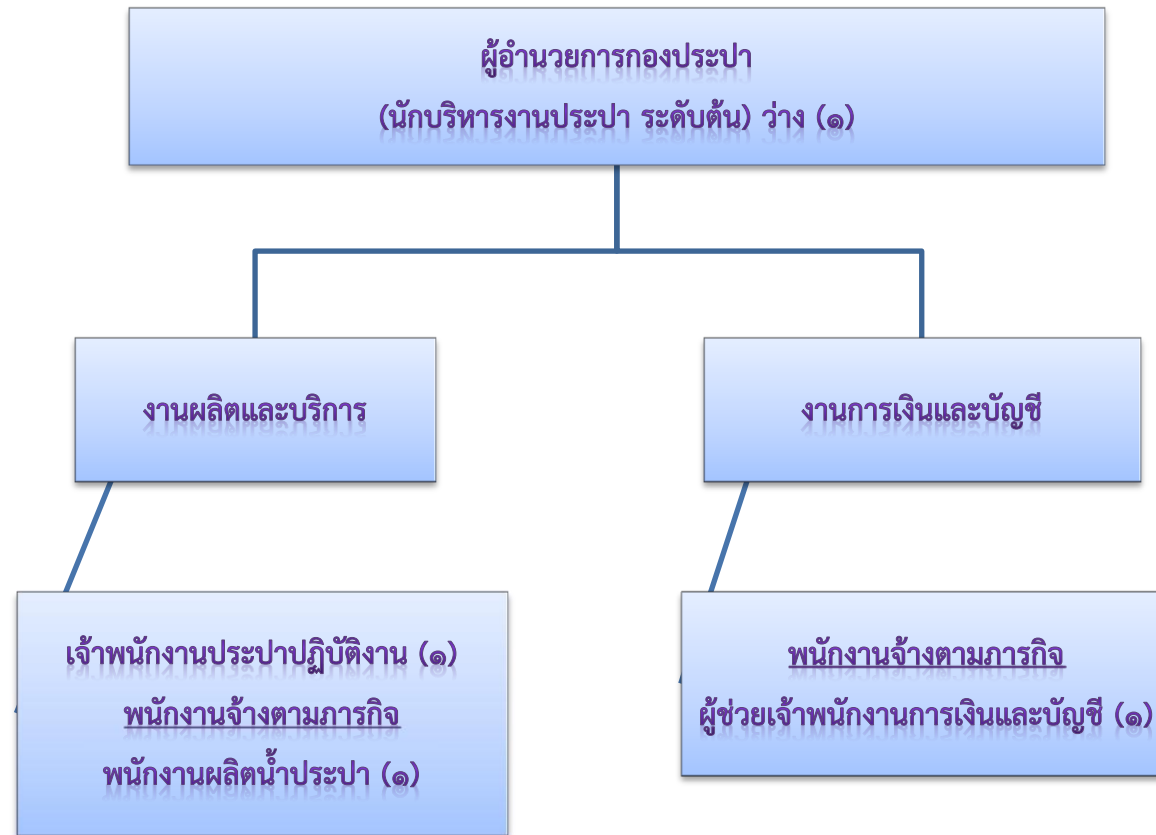 ผู้อำนวยการกองประปา
(นักบริหารงานประปา ระดับต้น) ว่าง (๑)
งานผลิตและบริการ
งานการเงินและบัญชี
เจ้าพนักงานประปาปฏิบัติงาน (๑)
พนักงานจ้างตามภารกิจ
พนักงานผลิตน้ำประปา (๑)
พนักงานจ้างตามภารกิจ
ผู้ช่วยเจ้าพนักงานการเงินและบัญชี (๑)